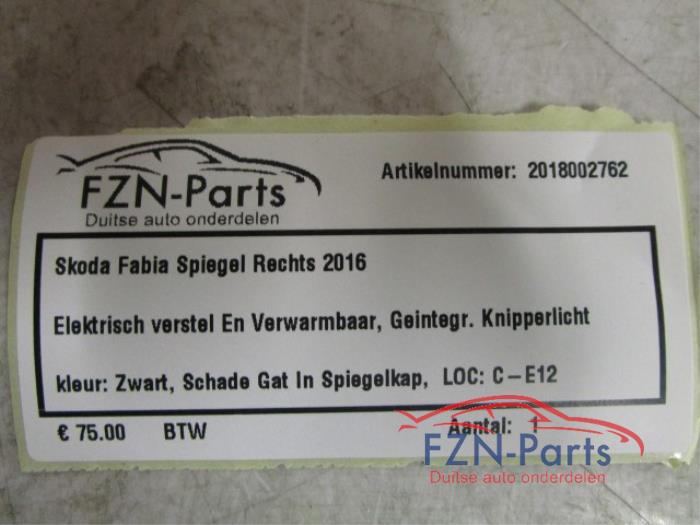 FZN-Parts
Duitse auto onderdelen
Artikelnummer: 2018002762
Skoda Fabia Spiegel Rechts 2016
Elektrisch verstel En Verwarmbaar, Geintegr. Knipperlicht
kleur: Zwart, Schade Gat In Spiegelkap, LOC: C-E12
€ 75.00 BTW Aantal: 1
FZN-Parts
Duitse auto onderdelen